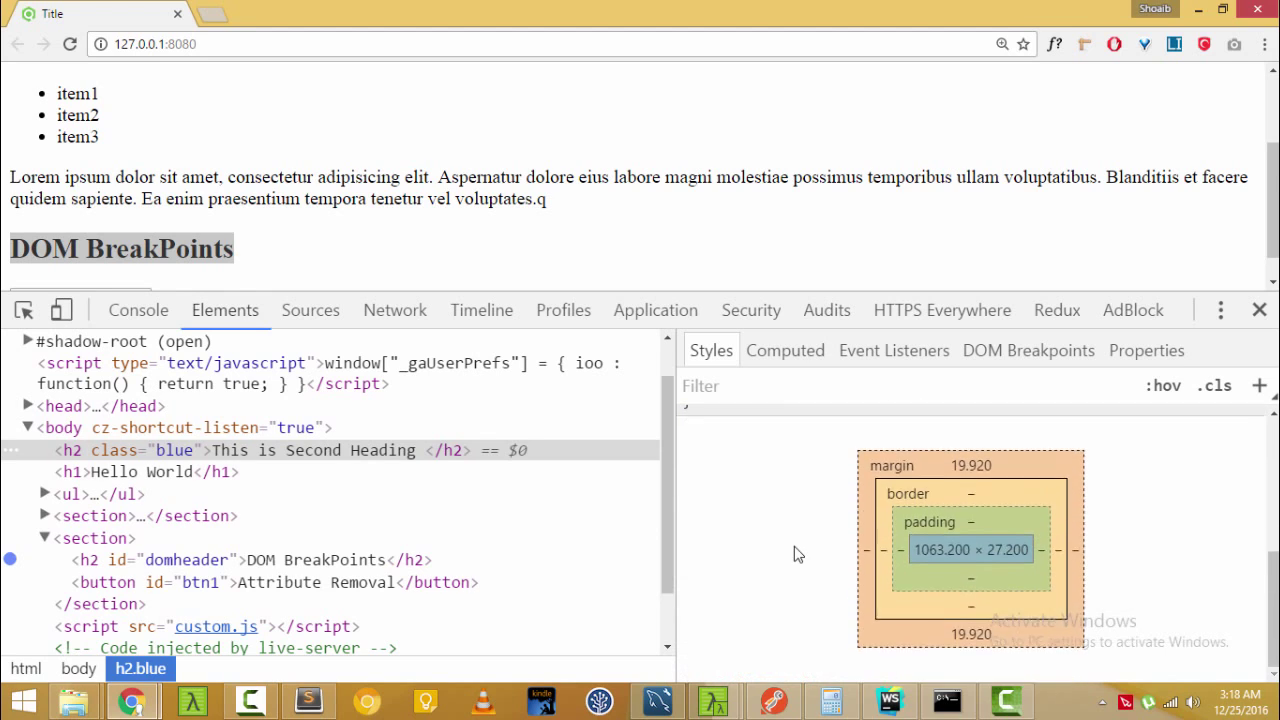 Title
Shoaib
127.0.0.1:8080
f?
item1
item2
item3
Lorem ipsum dolor sit amet, consectetur adipisicing elit. Aspernatur dolore eius labore magni molestiae possimus temporibus ullam voluptatibus. Blanditiis et facere
quidem sapiente. Ea enim praesentium tempora tenetur vel voluptates.q
DOM BreakPoints
Console Elements Sources Network Timeline Profiles Application Security Audits HTTPS Everywhere Redux AdBlock
#shadow-root (open)
<script type="text/javascript">window["_gaUserPrefs"] = { ioo :
function() { return true; } }</script>
<head>…</head>
<body cz-shortcut-listen="true">
<h2 class="blue">This is Second Heading </h2> == $0
<h1>Hello World</h1>
<ul>…</ul>
<section>…</section>
<section>
<h2 id="domheader">DOM BreakPoints</h2>
<button id="btn1">Attribute Removal</button>
</section>
<script src="custom.js"></script>
<!-- Code injected by live-server -->
html body h2.blue
Styles Computed Event Listeners DOM Breakpoints Properties
Filter :hov .cls +
}
margin 19.920
border –
padding –
– – – 1063.200 × 27.200 – – –
–
–
19.920
Activate Windows
Go to PC settings to activate Windows.
kindle
WS
3:18 AM
12/25/2016